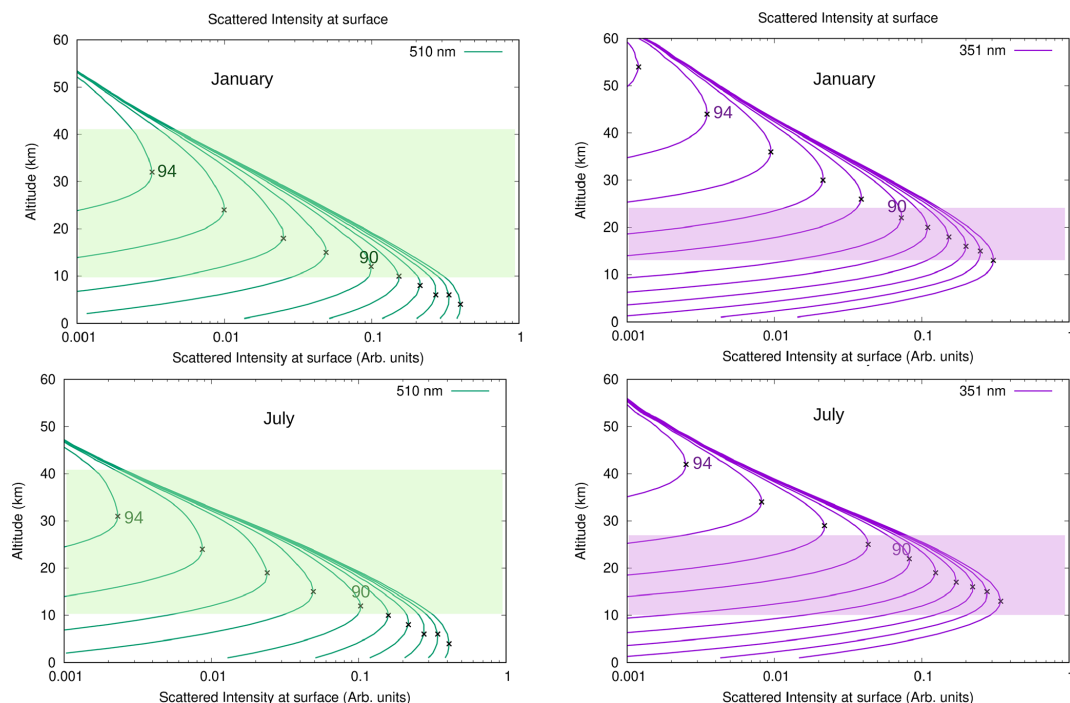 Scattered Intensity at surface
510 nm
January
94
90
Altitude (km)
0
10
20
30
40
50
60
0.001
0.01
0.1
1
Scattered Intensity at surface (Arb. units)
Scattered Intensity at surface
351 nm
January
94
90
Altitude (km)
0
10
20
30
40
50
60
0.001
0.01
0.1
1
Scattered Intensity at surface (Arb. units)
510 nm
July
94
90
Altitude (km)
0
10
20
30
40
50
60
0.001
0.01
0.1
1
Scattered Intensity at surface (Arb. units)
351 nm
July
94
90
Altitude (km)
0
10
20
30
40
50
60
0.001
0.01
0.1
1
Scattered Intensity at surface (Arb. units)